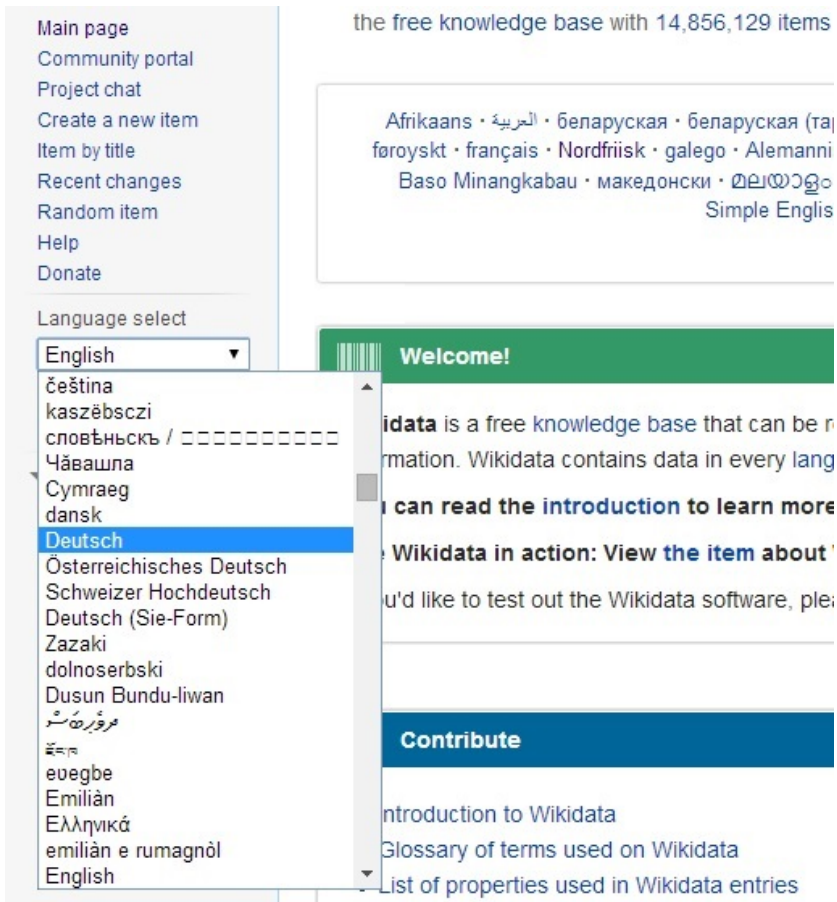 Main page
Community portal
Project chat
Create a new item
Item by title
Recent changes
Random item
Help
Donate
Language select
English
čeština
kaszëbsczi
словѣньскъ / □□□□□□□□□□
Чӑвашла
Cymraeg
dansk
Deutsch
Österreichisches Deutsch
Schweizer Hochdeutsch
Deutsch (Sie-Form)
Zazaki
dolnoserbski
Dusun Bundu-liwan
ދިވެހިބަސް
ཇོང་ཁ
eʋegbe
Emiliàn
Ελληνικά
emiliàn e rumagnòl
English
the free knowledge base with 14,856,129 items
Afrikaans · العربية · беларуская · беларуская (тар
føroyskt · français · Nordfriisk · galego · Alemanni
Baso Minangkabau · македонски · മലയാളം
Simple Englis
Welcome!
idata is a free knowledge base that can be r
rmation. Wikidata contains data in every lang
can read the introduction to learn more
Wikidata in action: View the item about
u'd like to test out the Wikidata software, plea
Contribute
ntroduction to Wikidata
Glossary of terms used on Wikidata
List of properties used in Wikidata entries